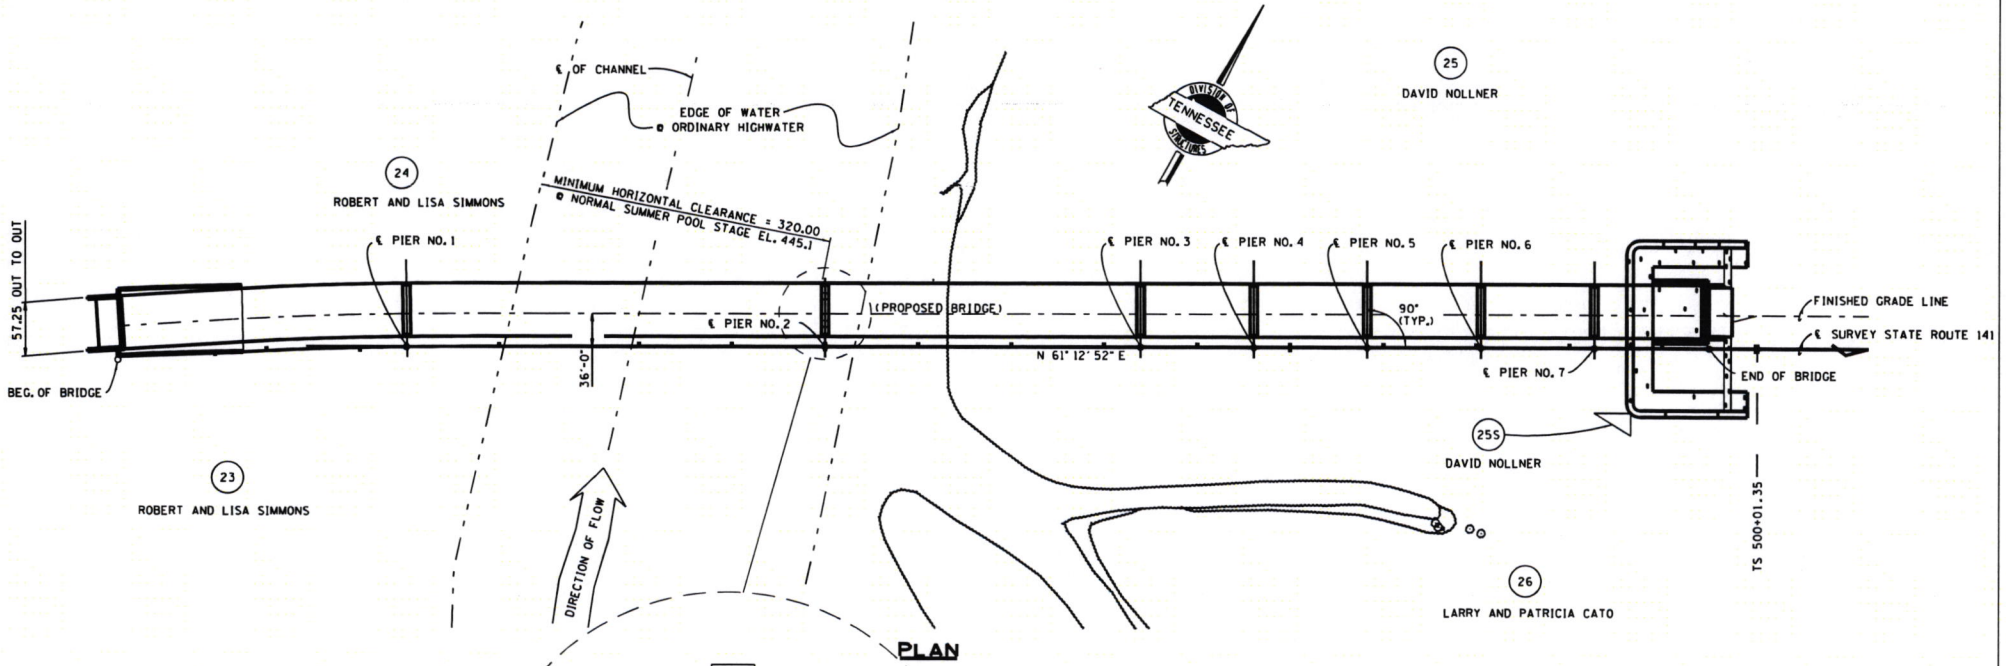 ℄ OF CHANNEL
EDGE OF WATER
@ ORDINARY HIGHWATER
DIVISION OF
TENNESSEE
STRUCTURES
25
DAVID NOLLNER
24
ROBERT AND LISA SIMMONS
MINIMUM HORIZONTAL CLEARANCE = 320.00
@ NORMAL SUMMER POOL STAGE EL. 445.1
57.25 OUT TO OUT
℄ PIER NO. 1
℄ PIER NO. 2
(PROPOSED BRIDGE)
℄ PIER NO. 3
℄ PIER NO. 4
℄ PIER NO. 5
℄ PIER NO. 6
90°
(TYP.)
FINISHED GRADE LINE
℄ SURVEY STATE ROUTE 141
N 61° 12' 52" E
36'-0"
℄ PIER NO. 7
END OF BRIDGE
BEG. OF BRIDGE
25S
DAVID NOLLNER
23
ROBERT AND LISA SIMMONS
DIRECTION OF FLOW
TS 500+01.35
26
LARRY AND PATRICIA CATO
PLAN